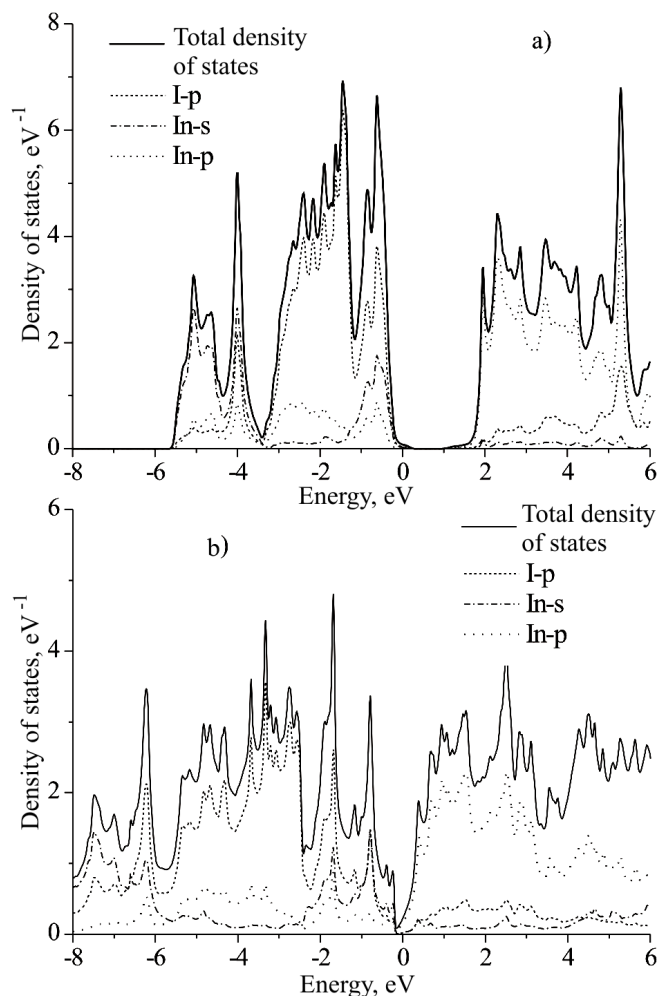 8
Total density
of states
a)
I-p
In-s
In-p
6
4
2
0
Density of states, eV⁻¹
-8 -6 -4 -2 0 2 4 6
Energy, eV
6
b)
Total density
of states
I-p
In-s
In-p
4
2
0
Density of states, eV⁻¹
-8 -6 -4 -2 0 2 4 6
Energy, eV